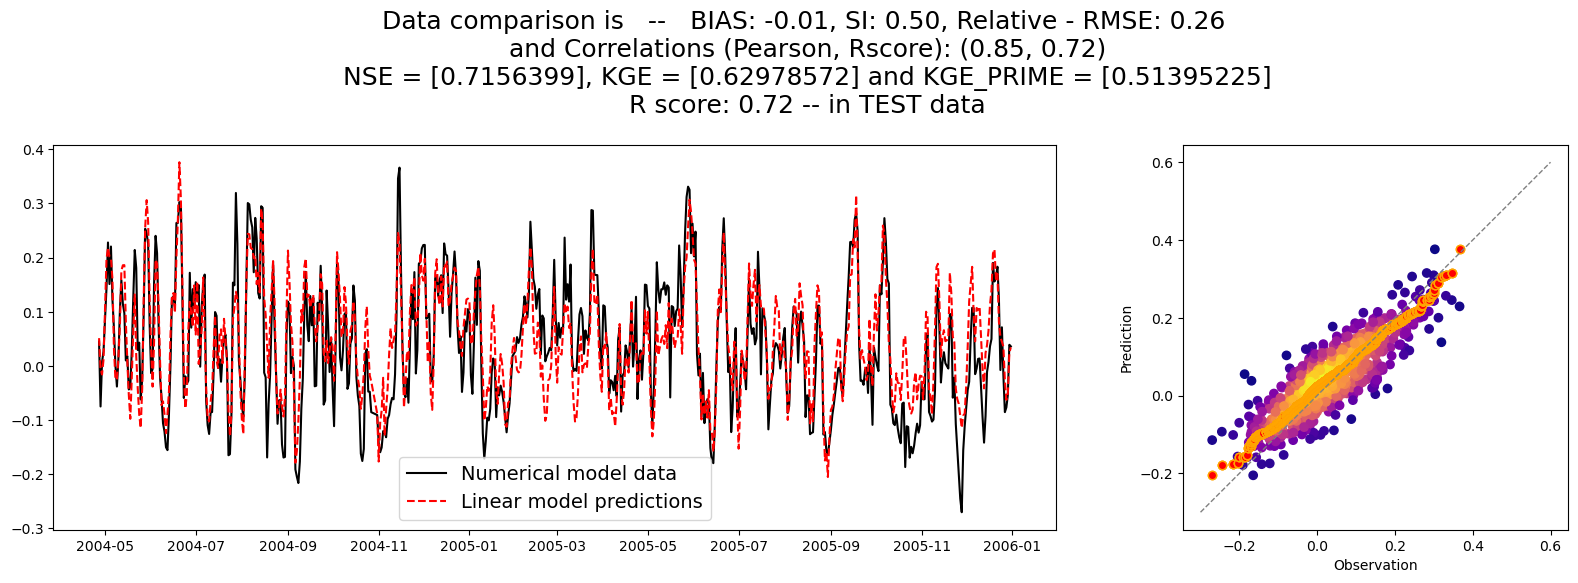 Data comparison is   --   BIAS: -0.01, SI: 0.50, Relative - RMSE: 0.26
and Correlations (Pearson, Rscore): (0.85, 0.72)
NSE = [0.7156399], KGE = [0.62978572] and KGE_PRIME = [0.51395225]
R score: 0.72 -- in TEST data
0.4
0.3
0.2
0.1
0.0
−0.1
−0.2
−0.3
2004-05 2004-07 2004-09 2004-11 2005-01 2005-03 2005-05 2005-07 2005-09 2005-11 2006-01
Numerical model data
Linear model predictions
Prediction
0.6
0.4
0.2
0.0
−0.2
−0.2 0.0 0.2 0.4 0.6
Observation